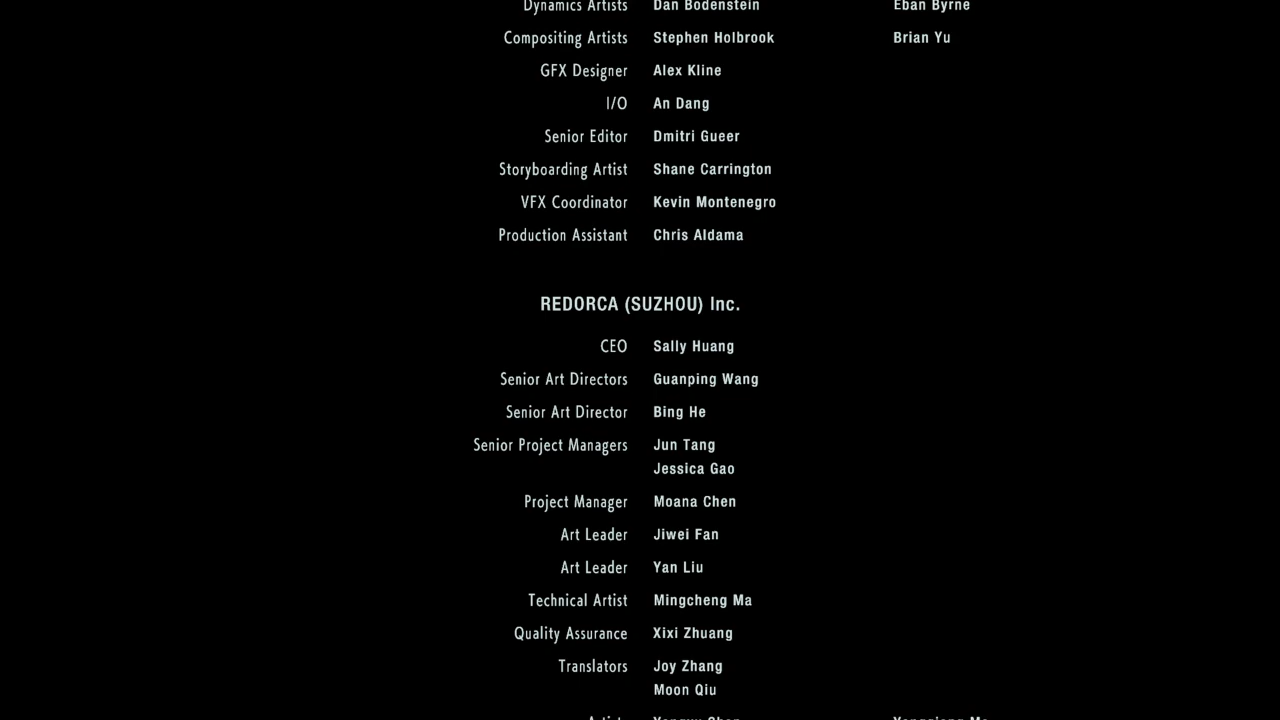 Dynamics Artists Dan Bodenstein Eban Byrne
Compositing Artists Stephen Holbrook Brian Yu
GFX Designer Alex Kline
I/O An Dang
Senior Editor Dmitri Gueer
Storyboarding Artist Shane Carrington
VFX Coordinator Kevin Montenegro
Production Assistant Chris Aldama
REDORCA (SUZHOU) Inc.
CEO Sally Huang
Senior Art Directors Guanping Wang
Senior Art Director Bing He
Senior Project Managers Jun Tang
Jessica Gao
Project Manager Moana Chen
Art Leader Jiwei Fan
Art Leader Yan Liu
Technical Artist Mingcheng Ma
Quality Assurance Xixi Zhuang
Translators Joy Zhang
Moon Qiu